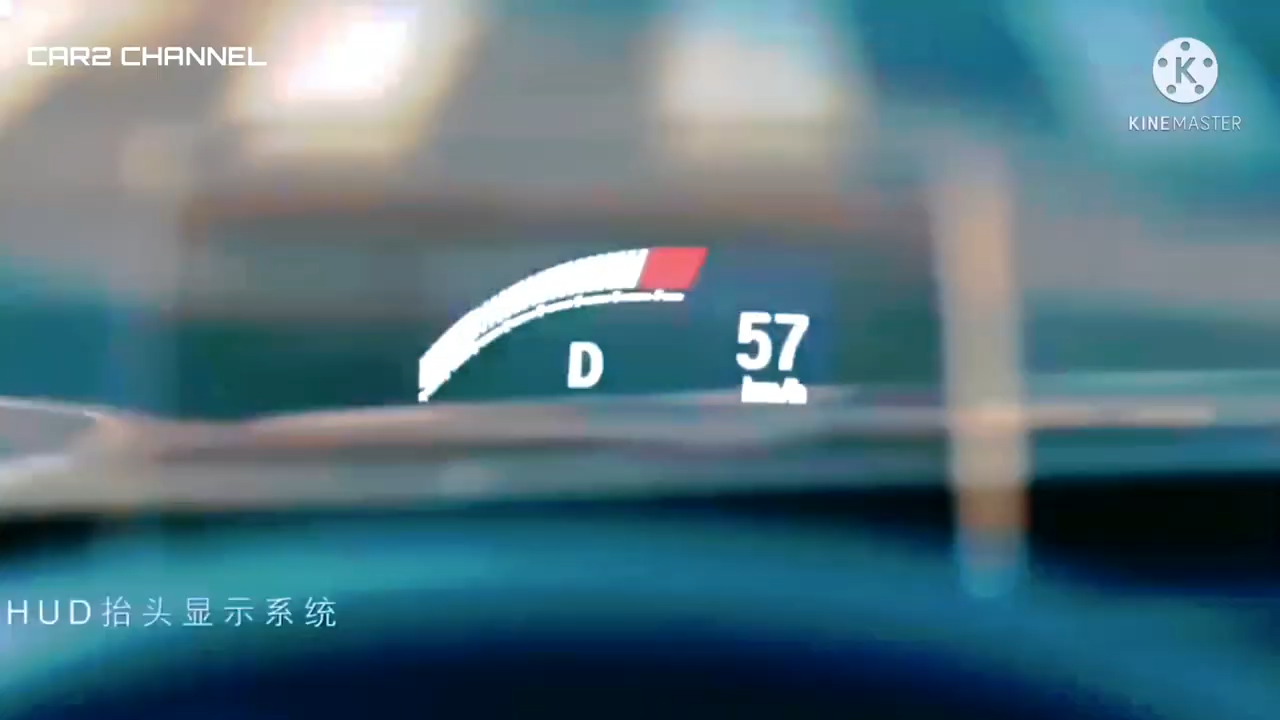 CAR2 CHANNEL
KINEMASTER
57
km/h
D
HUD抬头显示系统